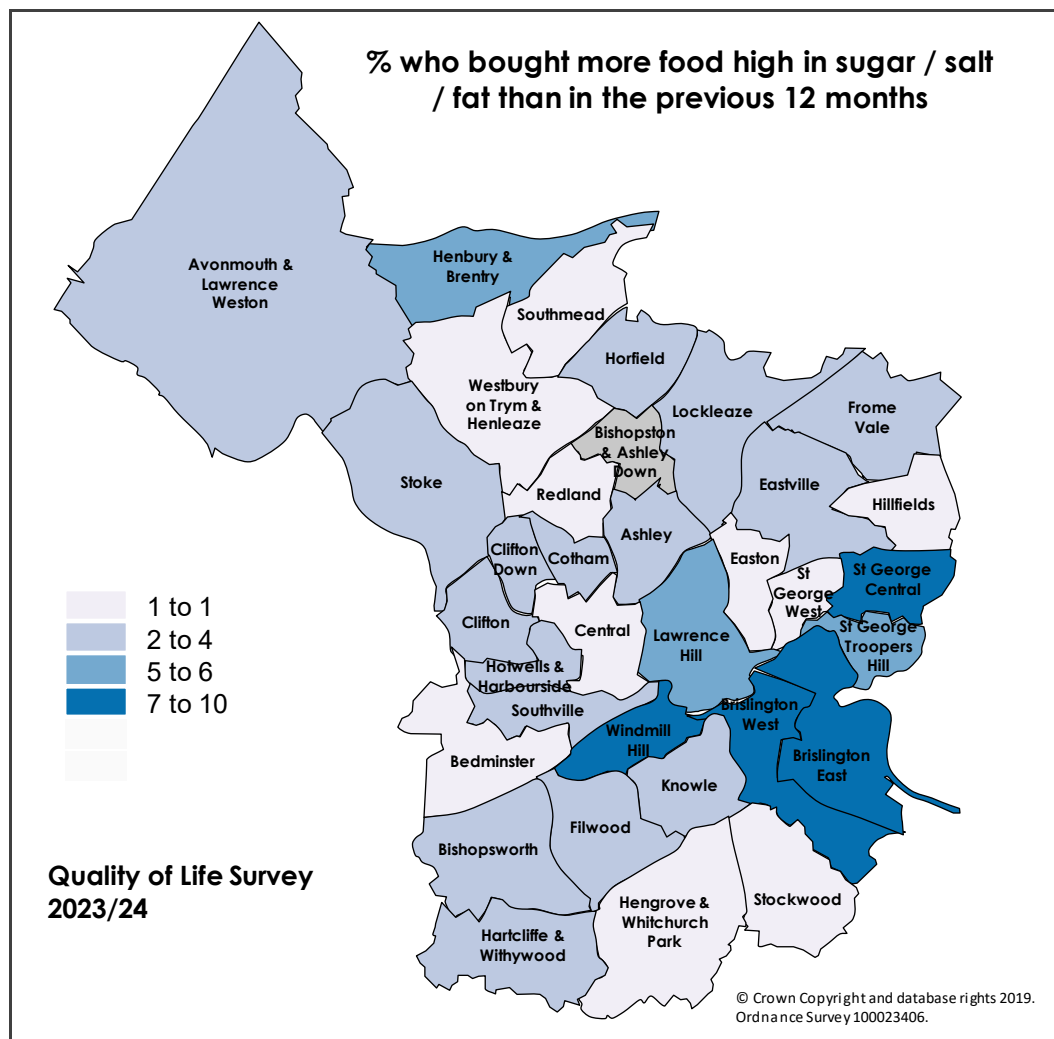 % who bought more food high in sugar / salt
/ fat than in the previous 12 months
Avonmouth &
Lawrence
Weston
Henbury &
Brentry
Southmead
Horfield
Westbury
on Trym &
Henleaze
Lockleaze
Frome
Vale
Bishopston
& Ashley
Down
Stoke
Redland
Eastville
Hillfields
Ashley
Clifton
Down
Cotham
Easton
St
George
West
St George
Central
Clifton
Central
Lawrence
Hill
St George
Troopers
Hill
Hotwells &
Harbourside
Southville
Windmill
Hill
Brislington
West
Brislington
East
Bedminster
Knowle
Filwood
Bishopsworth
Stockwood
Hengrove &
Whitchurch
Park
Hartcliffe &
Withywood
1 to 1
2 to 4
5 to 6
7 to 10
Quality of Life Survey
2023/24
© Crown Copyright and database rights 2019.
Ordnance Survey 100023406.